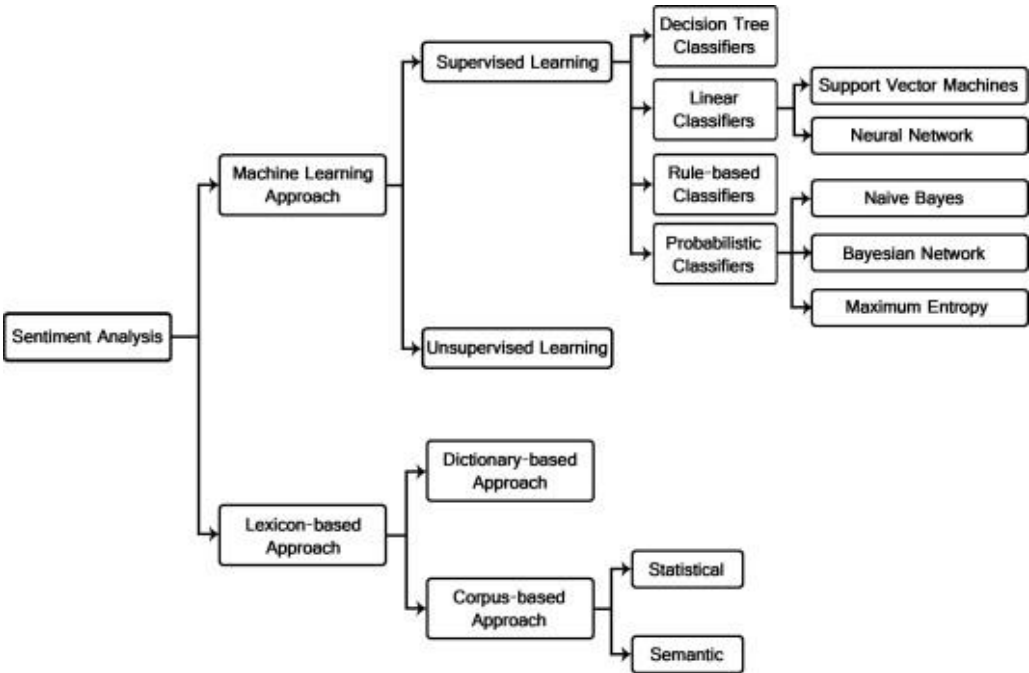 Decision Tree
Classifiers
Supervised Learning
Linear
Classifiers
Support Vector Machines
Neural Network
Machine Learning
Approach
Rule-based
Classifiers
Naive Bayes
Probabilistic
Classifiers
Bayesian Network
Maximum Entropy
Sentiment Analysis
Unsupervised Learning
Dictionary-based
Approach
Lexicon-based
Approach
Corpus-based
Approach
Statistical
Semantic